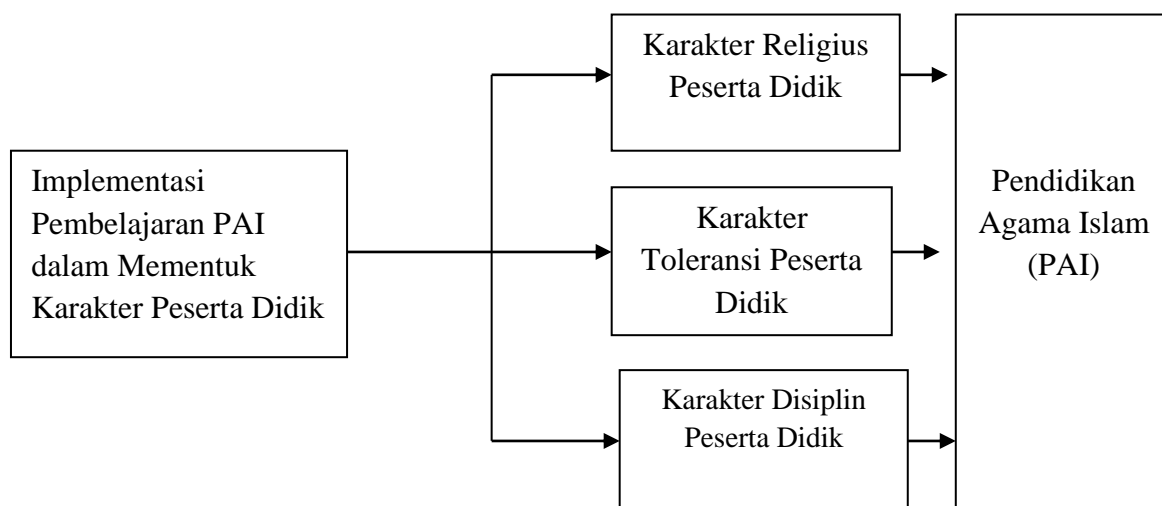 Implementasi
Pembelajaran PAI
dalam Mementuk
Karakter Peserta Didik
Karakter Religius
Peserta Didik
Karakter
Toleransi Peserta
Didik
Karakter Disiplin
Peserta Didik
Pendidikan
Agama Islam
(PAI)